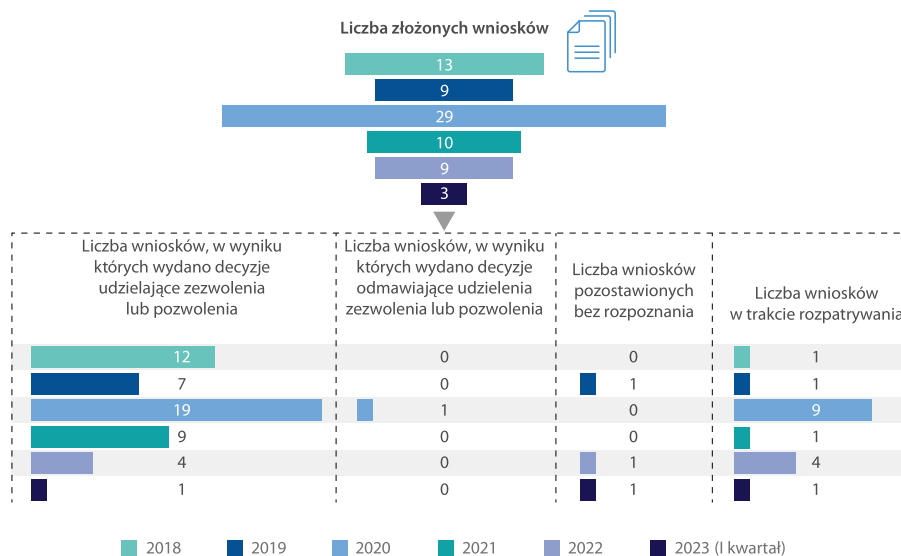 Liczba złożonych wniosków
13
9
29
10
9
3
Liczba wniosków, w wyniku
których wydano decyzje
udzielające zezwolenia
lub pozwolenia
Liczba wniosków, w wyniku
których wydano decyzje
odmawiające udzielenia
zezwolenia lub pozwolenia
Liczba wniosków
pozostawionych
bez rozpoznania
Liczba wniosków
w trakcie rozpatrywania
12 0 0 1
7 0 1 1
19 1 0 9
9 0 0 1
4 0 1 4
1 0 1 1
2018 2019 2020 2021 2022 2023 (I kwartał)